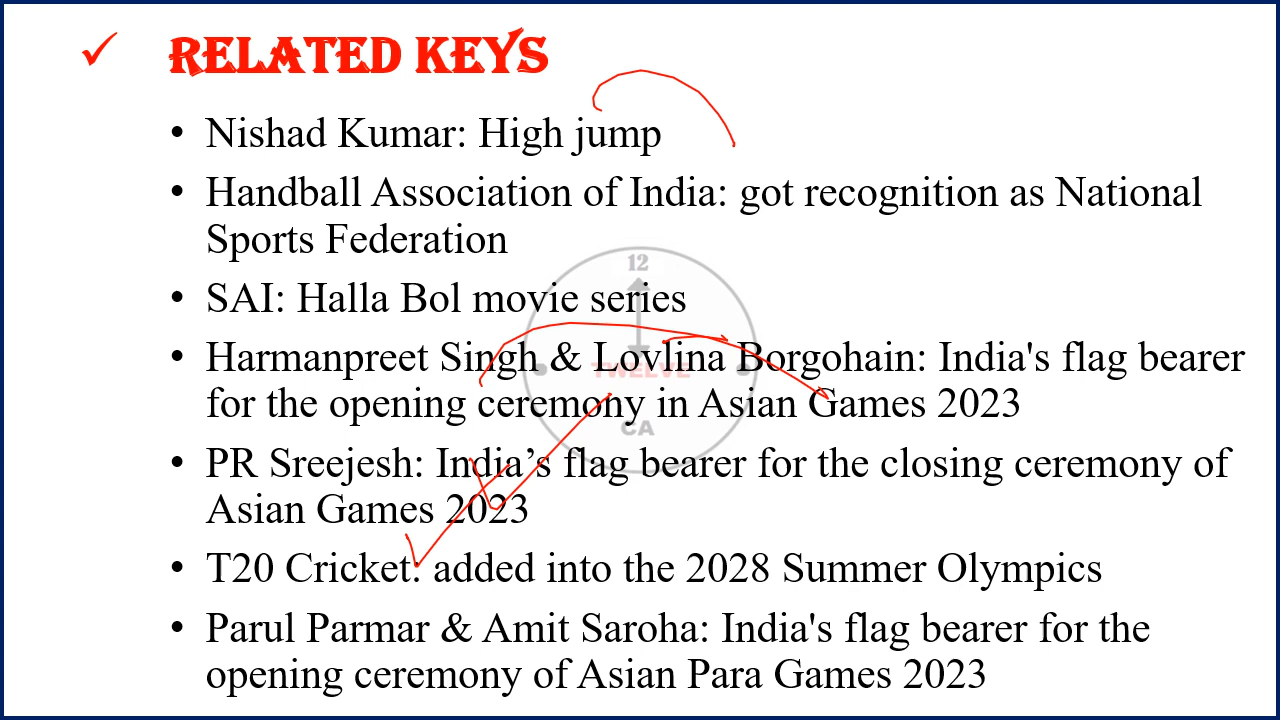 ✓ RELATED KEYS
• Nishad Kumar: High jump
• Handball Association of India: got recognition as National
Sports Federation
• SAI: Halla Bol movie series
• Harmanpreet Singh & Lovlina Borgohain: India's flag bearer
for the opening ceremony in Asian Games 2023
• PR Sreejesh: India’s flag bearer for the closing ceremony of
Asian Games 2023
• T20 Cricket: added into the 2028 Summer Olympics
• Parul Parmar & Amit Saroha: India's flag bearer for the
opening ceremony of Asian Para Games 2023
12
TWELVE
CA